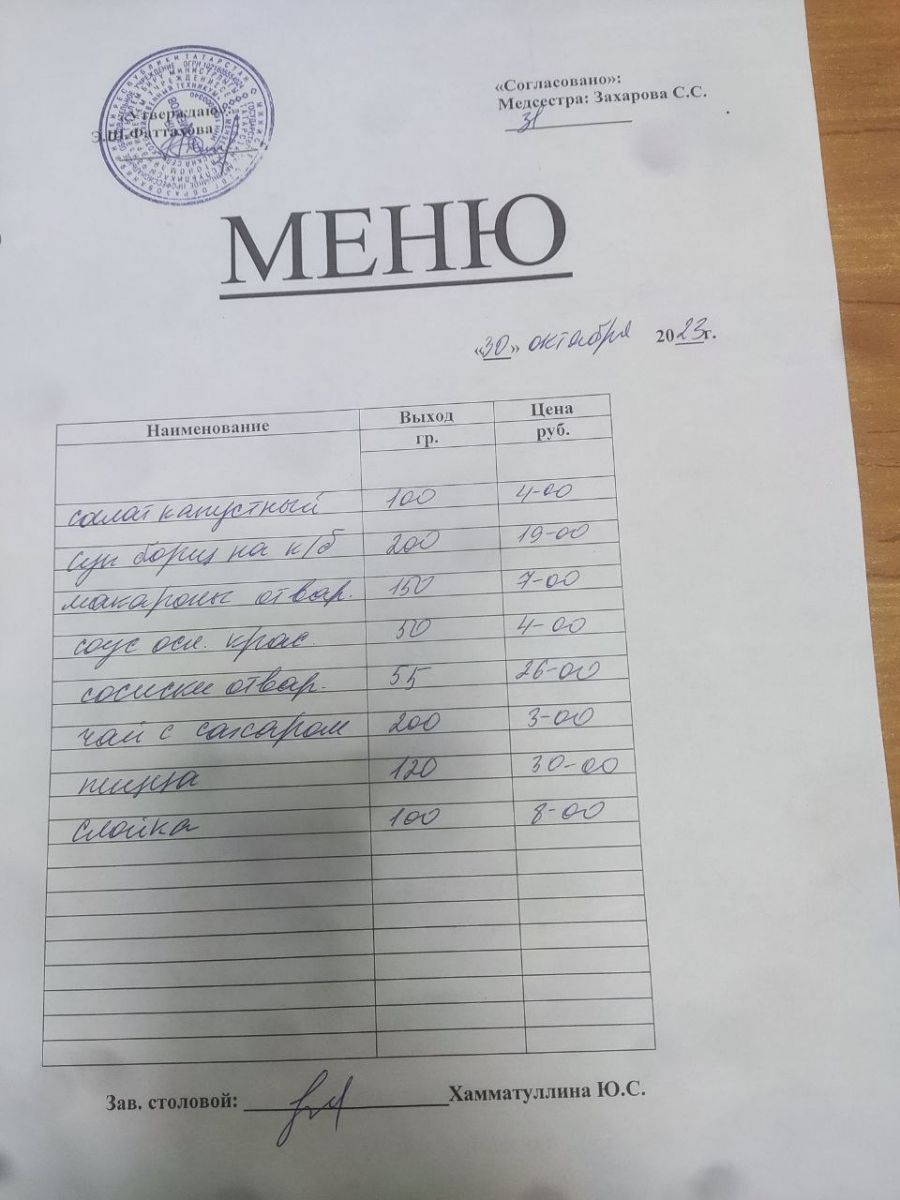 Утверждаю
Э.Ш.Фаттахова
«Согласовано»:
Медсестра: Захарова С.С.
МЕНЮ
«30» октября 2023г.
Наименование Выход гр. Цена руб.
салат капустный 100 4-00
суп борщ на к/б 200 19-00
макароны отвар. 150 7-00
соус осн. крас. 50 4-00
сосиски отвар. 55 26-00
чай с сахаром 200 3-00
пицца 120 30-00
слойка 100 8-00
Зав. столовой: Хамматуллина Ю.С.